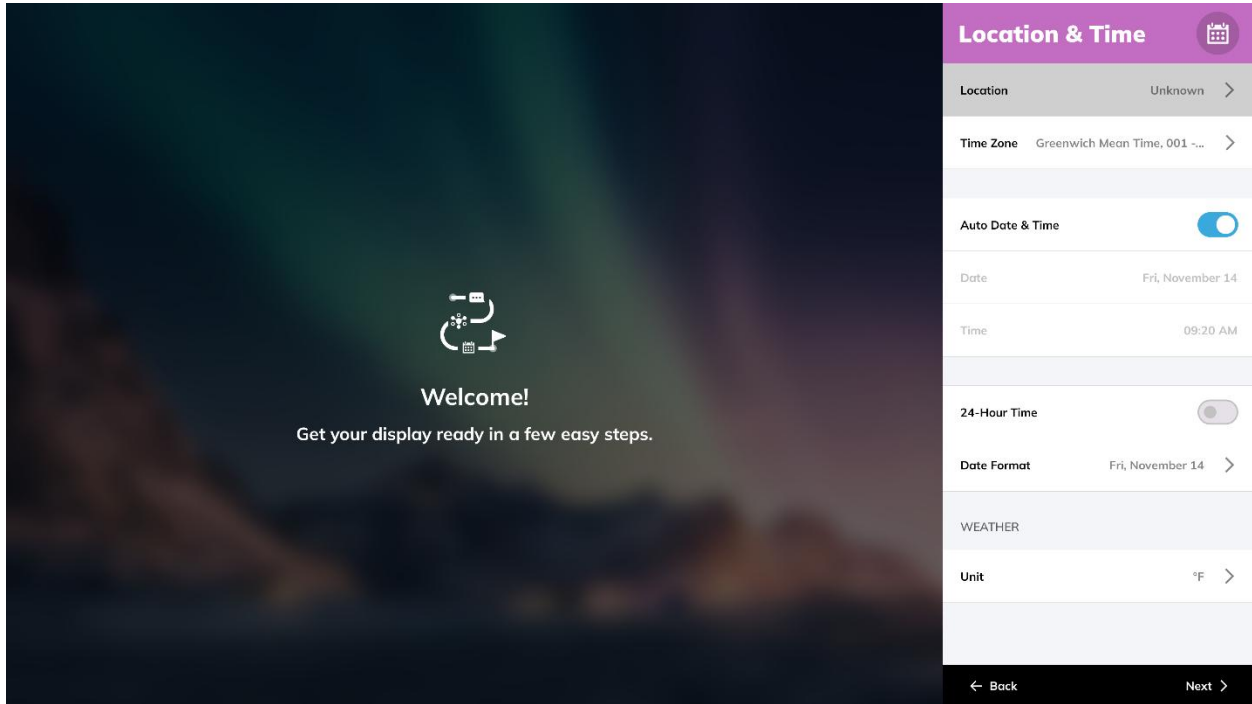 Welcome!
Get your display ready in a few easy steps.
Location & Time
Location Unknown
Time Zone Greenwich Mean Time, 001 -...
Auto Date & Time
Date Fri, November 14
Time 09:20 AM
24-Hour Time
Date Format Fri, November 14
WEATHER
Unit °F
Back Next